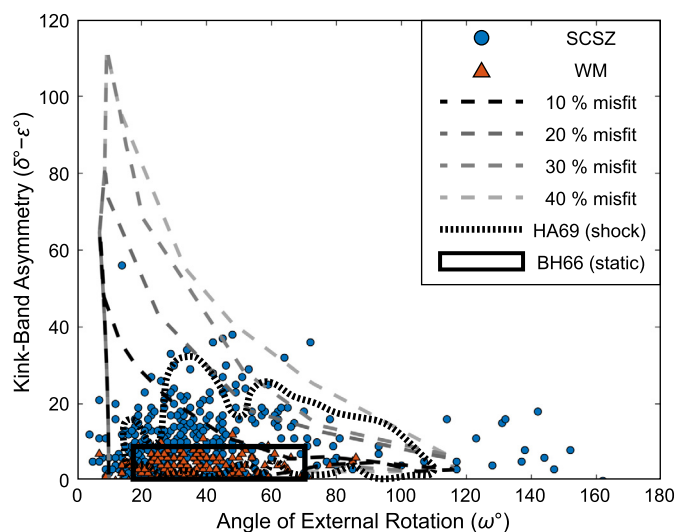 120
100
80
60
40
20
0
0 20 40 60 80 100 120 140 160 180
Kink-Band Asymmetry (δ°−ε°)
Angle of External Rotation (ω°)
SCSZ
WM
10 % misfit
20 % misfit
30 % misfit
40 % misfit
HA69 (shock)
BH66 (static)